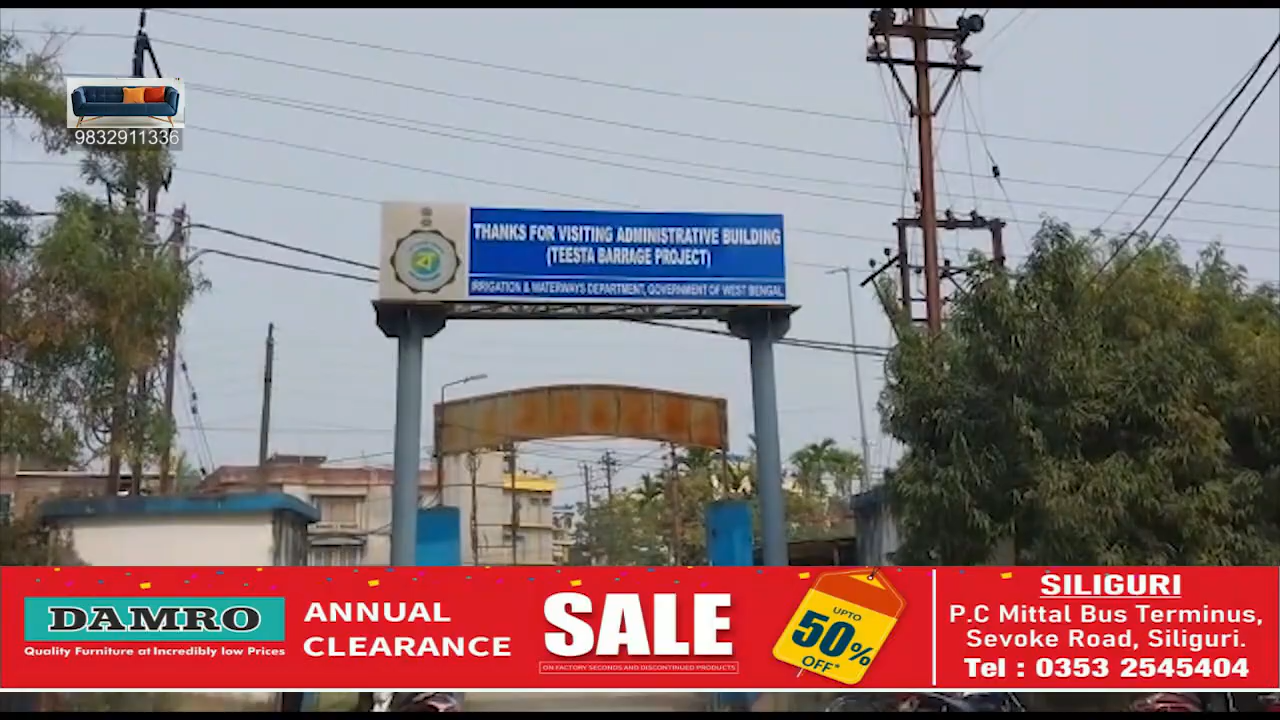 9832911336
THANKS FOR VISITING ADMINISTRATIVE BUILDING
(TEESTA BARRAGE PROJECT)
IRRIGATION & WATERWAYS DEPARTMENT, GOVERNMENT OF WEST BENGAL
DAMRO
Quality Furniture at Incredibly low Prices
ANNUAL
CLEARANCE
SALE
ON FACTORY SECONDS AND DISCONTINUED PRODUCTS
UPTO
50%
OFF*
SILIGURI
P.C Mittal Bus Terminus,
Sevoke Road, Siliguri.
Tel : 0353 2545404